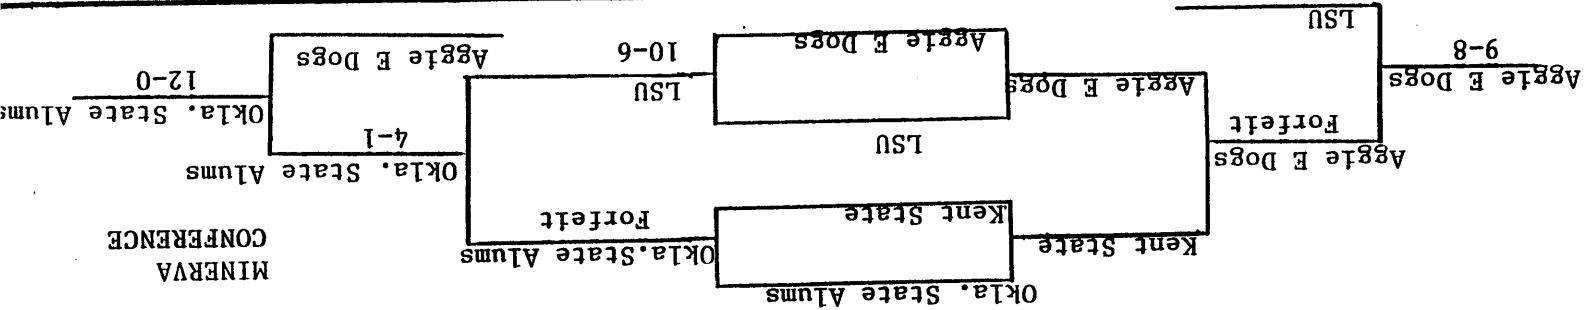 Okla. State Alums
MINERVA
CONFERENCE
Kent State
Okla.State Alums
Kent State
Forfeit
Aggie E Dogs
Forfeit
Okla. State Alums
4-1
LSU
Okla. State Alums
12-0
Aggie E Dogs
9-8
Aggie E Dogs
LSU
10-6
Aggie E Dogs
Aggie E Dogs
LSU